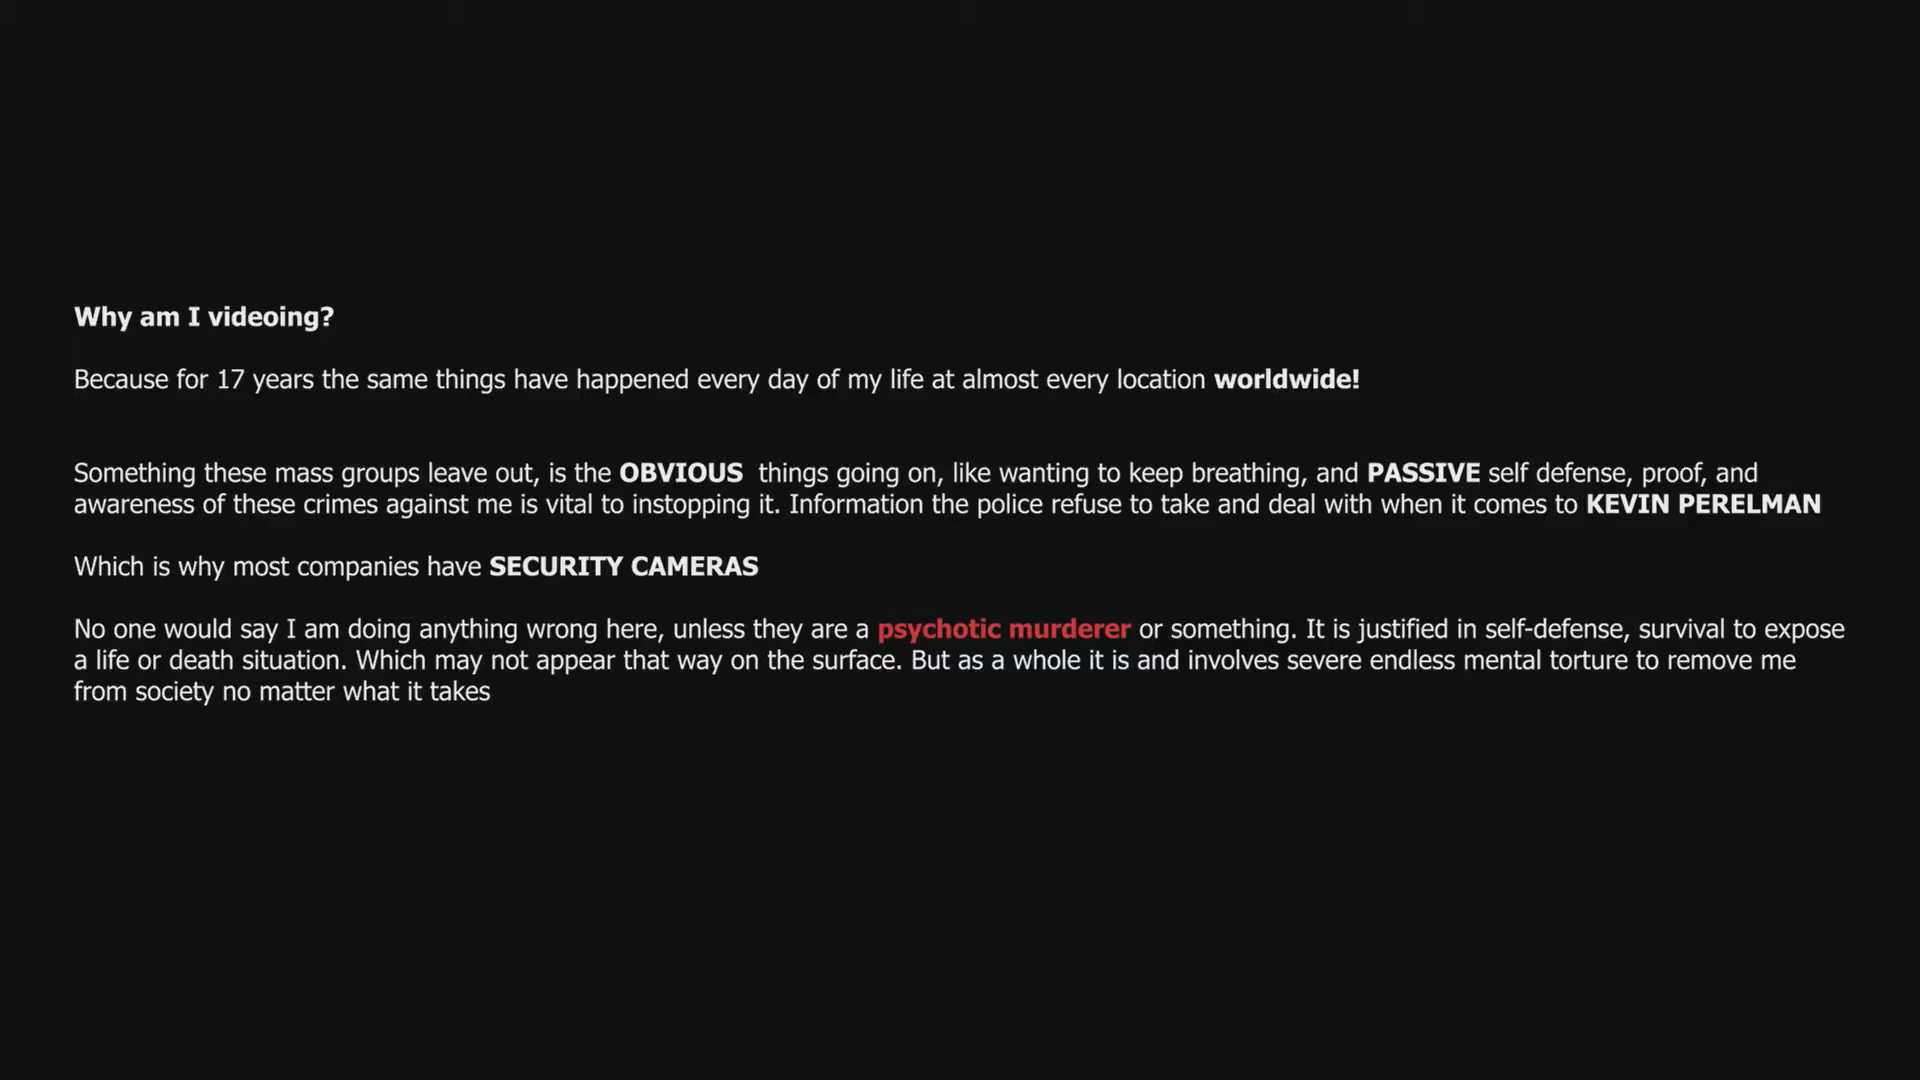 Why am I videoing?
Because for 17 years the same things have happened every day of my life at almost every location worldwide!
Something these mass groups leave out, is the OBVIOUS  things going on, like wanting to keep breathing, and PASSIVE self defense, proof, and
awareness of these crimes against me is vital to instopping it. Information the police refuse to take and deal with when it comes to KEVIN PERELMAN
Which is why most companies have SECURITY CAMERAS
No one would say I am doing anything wrong here, unless they are a psychotic murderer or something. It is justified in self-defense, survival to expose
a life or death situation. Which may not appear that way on the surface. But as a whole it is and involves severe endless mental torture to remove me
from society no matter what it takes